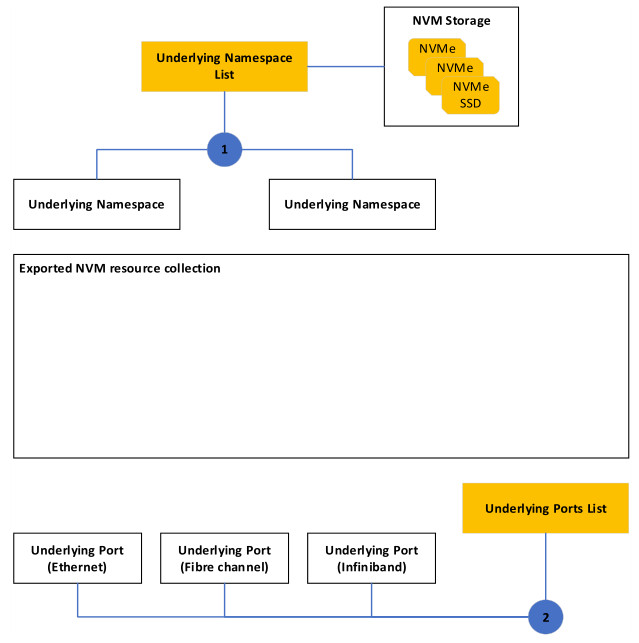 Underlying Namespace
List
NVM Storage
NVMe
NVMe
NVMe
SSD
1
Underlying Namespace
Underlying Namespace
Exported NVM resource collection
Underlying Ports List
Underlying Port
(Ethernet)
Underlying Port
(Fibre channel)
Underlying Port
(Infiniband)
2